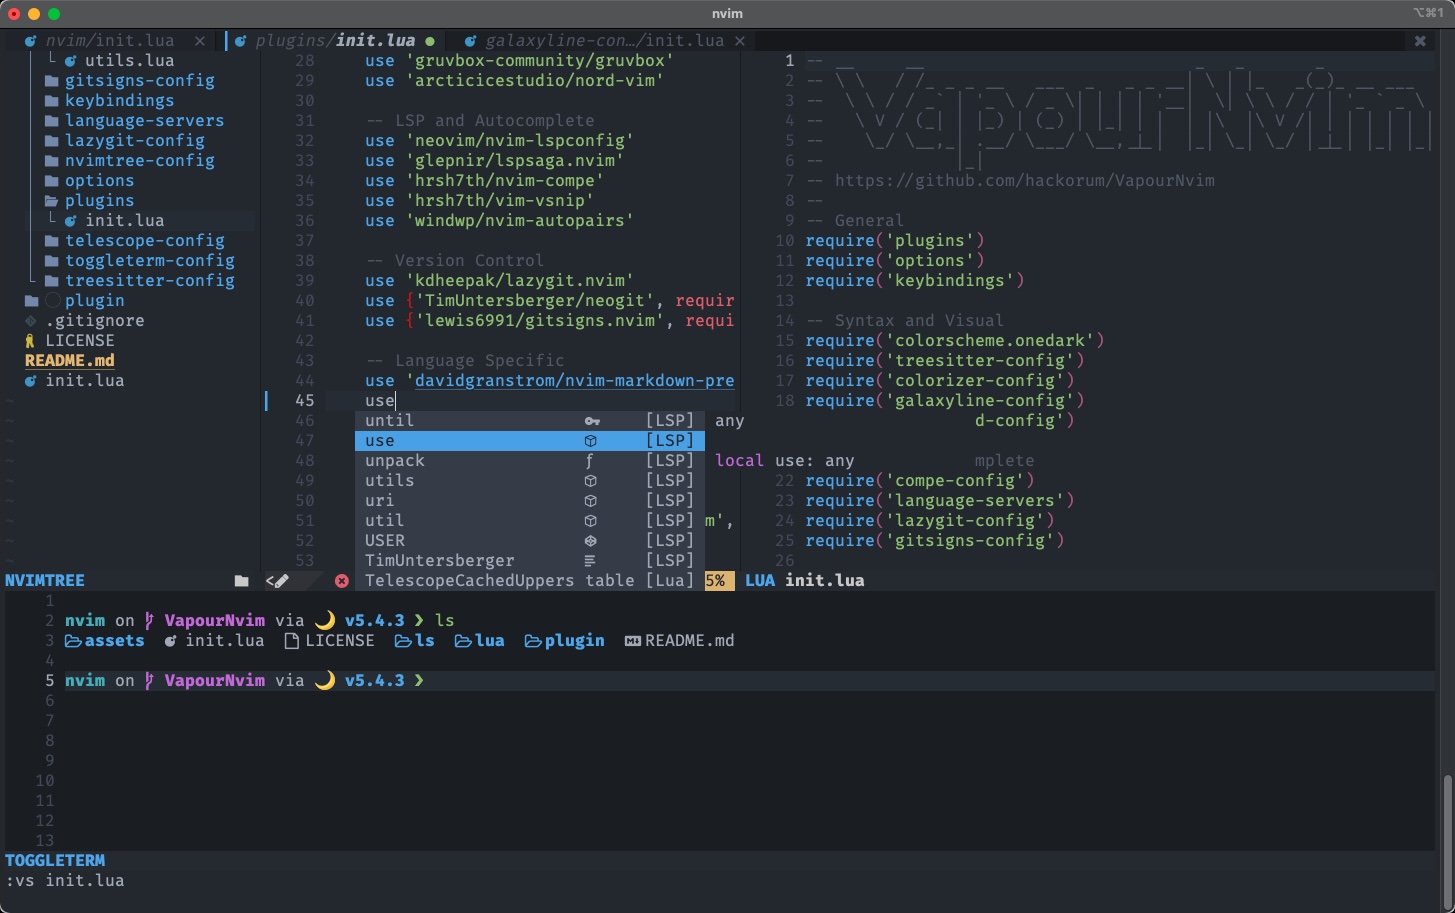 nvim
⌥⌘1
nvim/init.lua ×
plugins/init.lua ●
galaxyline-con…/init.lua ×
utils.lua
gitsigns-config
keybindings
language-servers
lazygit-config
nvimtree-config
options
plugins
init.lua
telescope-config
toggleterm-config
treesitter-config
plugin
.gitignore
LICENSE
README.md
init.lua
NVIMTREE
28 use 'gruvbox-community/gruvbox'
29 use 'arcticicestudio/nord-vim'
30
31 -- LSP and Autocomplete
32 use 'neovim/nvim-lspconfig'
33 use 'glepnir/lspsaga.nvim'
34 use 'hrsh7th/nvim-compe'
35 use 'hrsh7th/vim-vsnip'
36 use 'windwp/nvim-autopairs'
37
38 -- Version Control
39 use 'kdheepak/lazygit.nvim'
40 use {'TimUntersberger/neogit', requir
41 use {'lewis6991/gitsigns.nvim', requi
42
43 -- Language Specific
44 use 'davidgranstrom/nvim-markdown-pre
45 use
46 until [LSP] any
47 use [LSP]
48 unpack ƒ [LSP] local use: any
49 utils [LSP]
50 uri [LSP]
51 util [LSP] m',
52 USER [LSP]
53 TimUntersberger [LSP]
TelescopeCachedUppers table [Lua] 5%
1 --
2 --
3 --
4 --
5 --
6 --
VapourNvim
7 -- https://github.com/hackorum/VapourNvim
8 --
9 -- General
10 require('plugins')
11 require('options')
12 require('keybindings')
13
14 -- Syntax and Visual
15 require('colorscheme.onedark')
16 require('treesitter-config')
17 require('colorizer-config')
18 require('galaxyline-config')
d-config')
mplete
22 require('compe-config')
23 require('language-servers')
24 require('lazygit-config')
25 require('gitsigns-config')
26
LUA init.lua
1
2 nvim on VapourNvim via 🌙 v5.4.3 ❯ ls
3 assets init.lua LICENSE ls lua plugin README.md
4
5 nvim on VapourNvim via 🌙 v5.4.3 ❯
6
7
8
9
10
11
12
13
TOGGLETERM
:vs init.lua